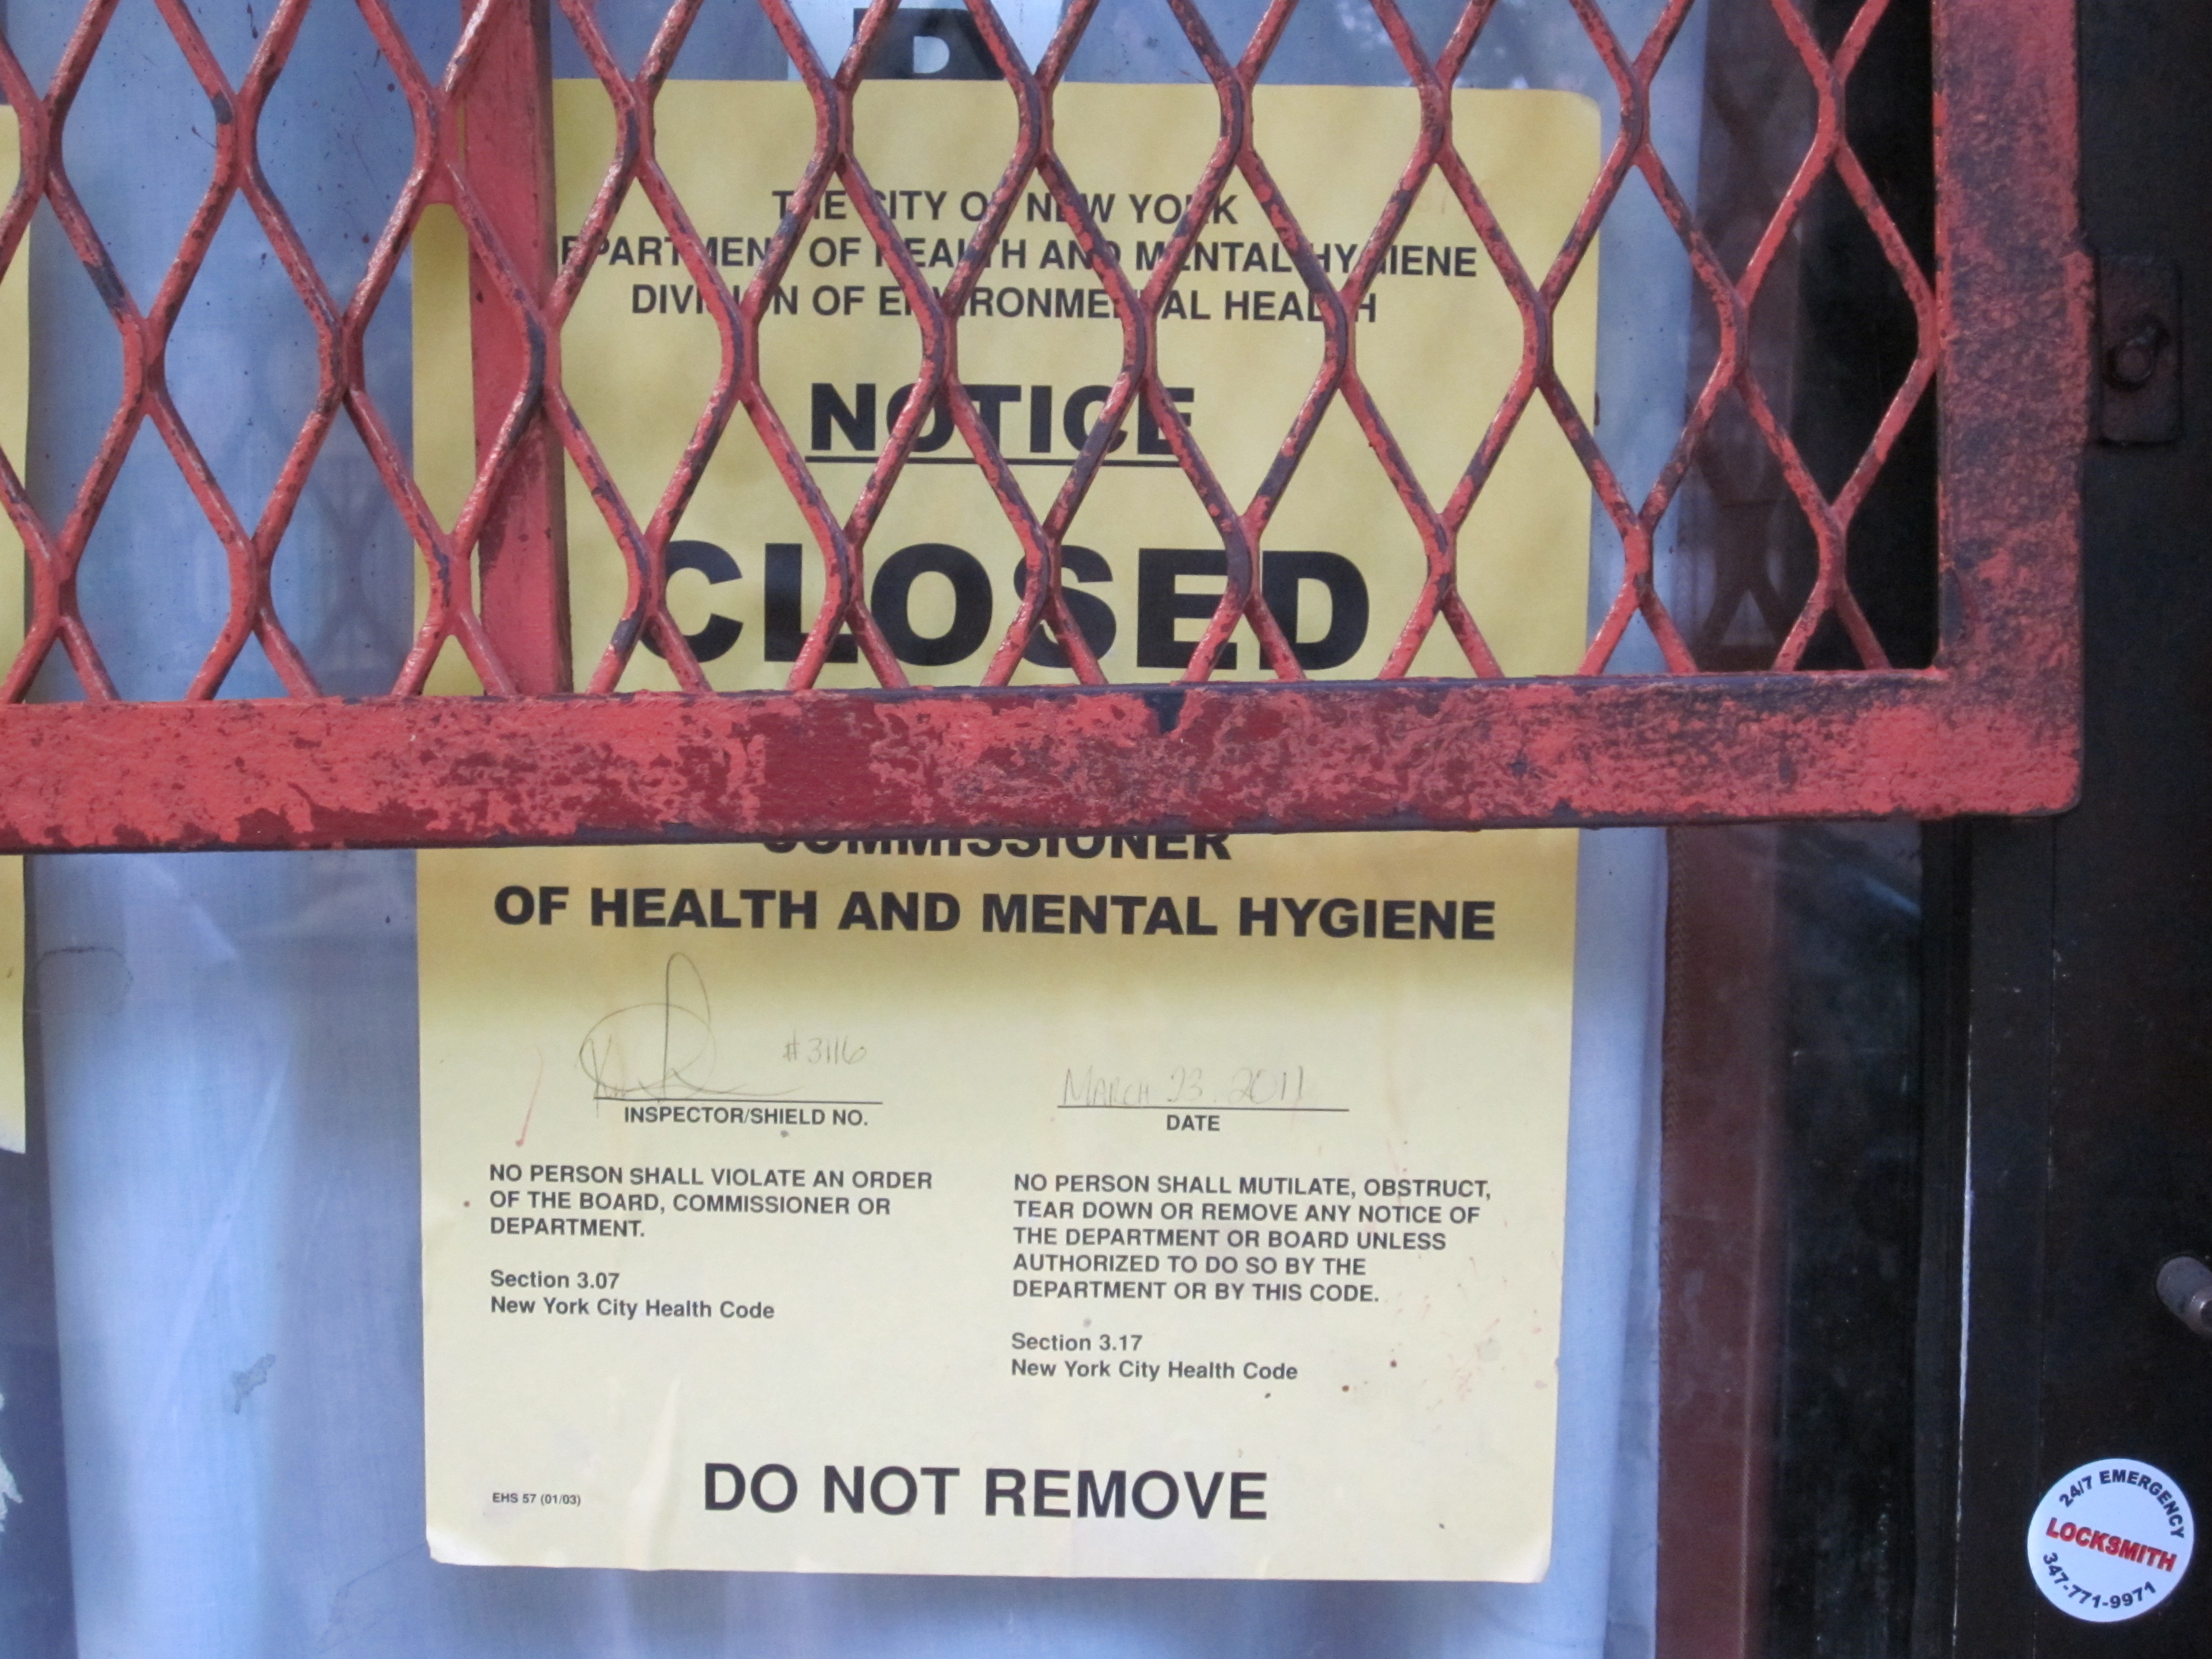 THE CITY OF NEW YORK
DEPARTMENT OF HEALTH AND MENTAL HYGIENE
DIVISION OF ENVIRONMENTAL HEALTH
NOTICE
CLOSED
COMMISSIONER
OF HEALTH AND MENTAL HYGIENE
#3116
INSPECTOR/SHIELD NO.
MARCH 23, 2011
DATE
NO PERSON SHALL VIOLATE AN ORDER
OF THE BOARD, COMMISSIONER OR
DEPARTMENT.
Section 3.07
New York City Health Code
NO PERSON SHALL MUTILATE, OBSTRUCT,
TEAR DOWN OR REMOVE ANY NOTICE OF
THE DEPARTMENT OR BOARD UNLESS
AUTHORIZED TO DO SO BY THE
DEPARTMENT OR BY THIS CODE.
Section 3.17
New York City Health Code
EHS 57 (01/03)
DO NOT REMOVE
24/7 EMERGENCY
LOCKSMITH
347-771-9971